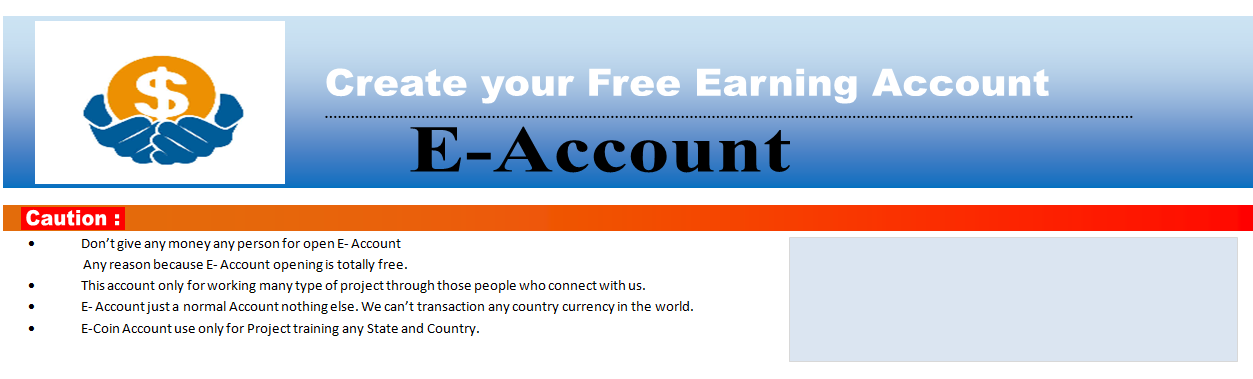 $
Create your Free Earning Account
E-Account
Caution :
• Don't give any money any person for open E- Account
Any reason because E- Account opening is totally free.
• This account only for working many type of project through those people who connect with us.
• E- Account just a normal Account nothing else. We can't transaction any country currency in the world.
• E-Coin Account use only for Project training any State and Country.